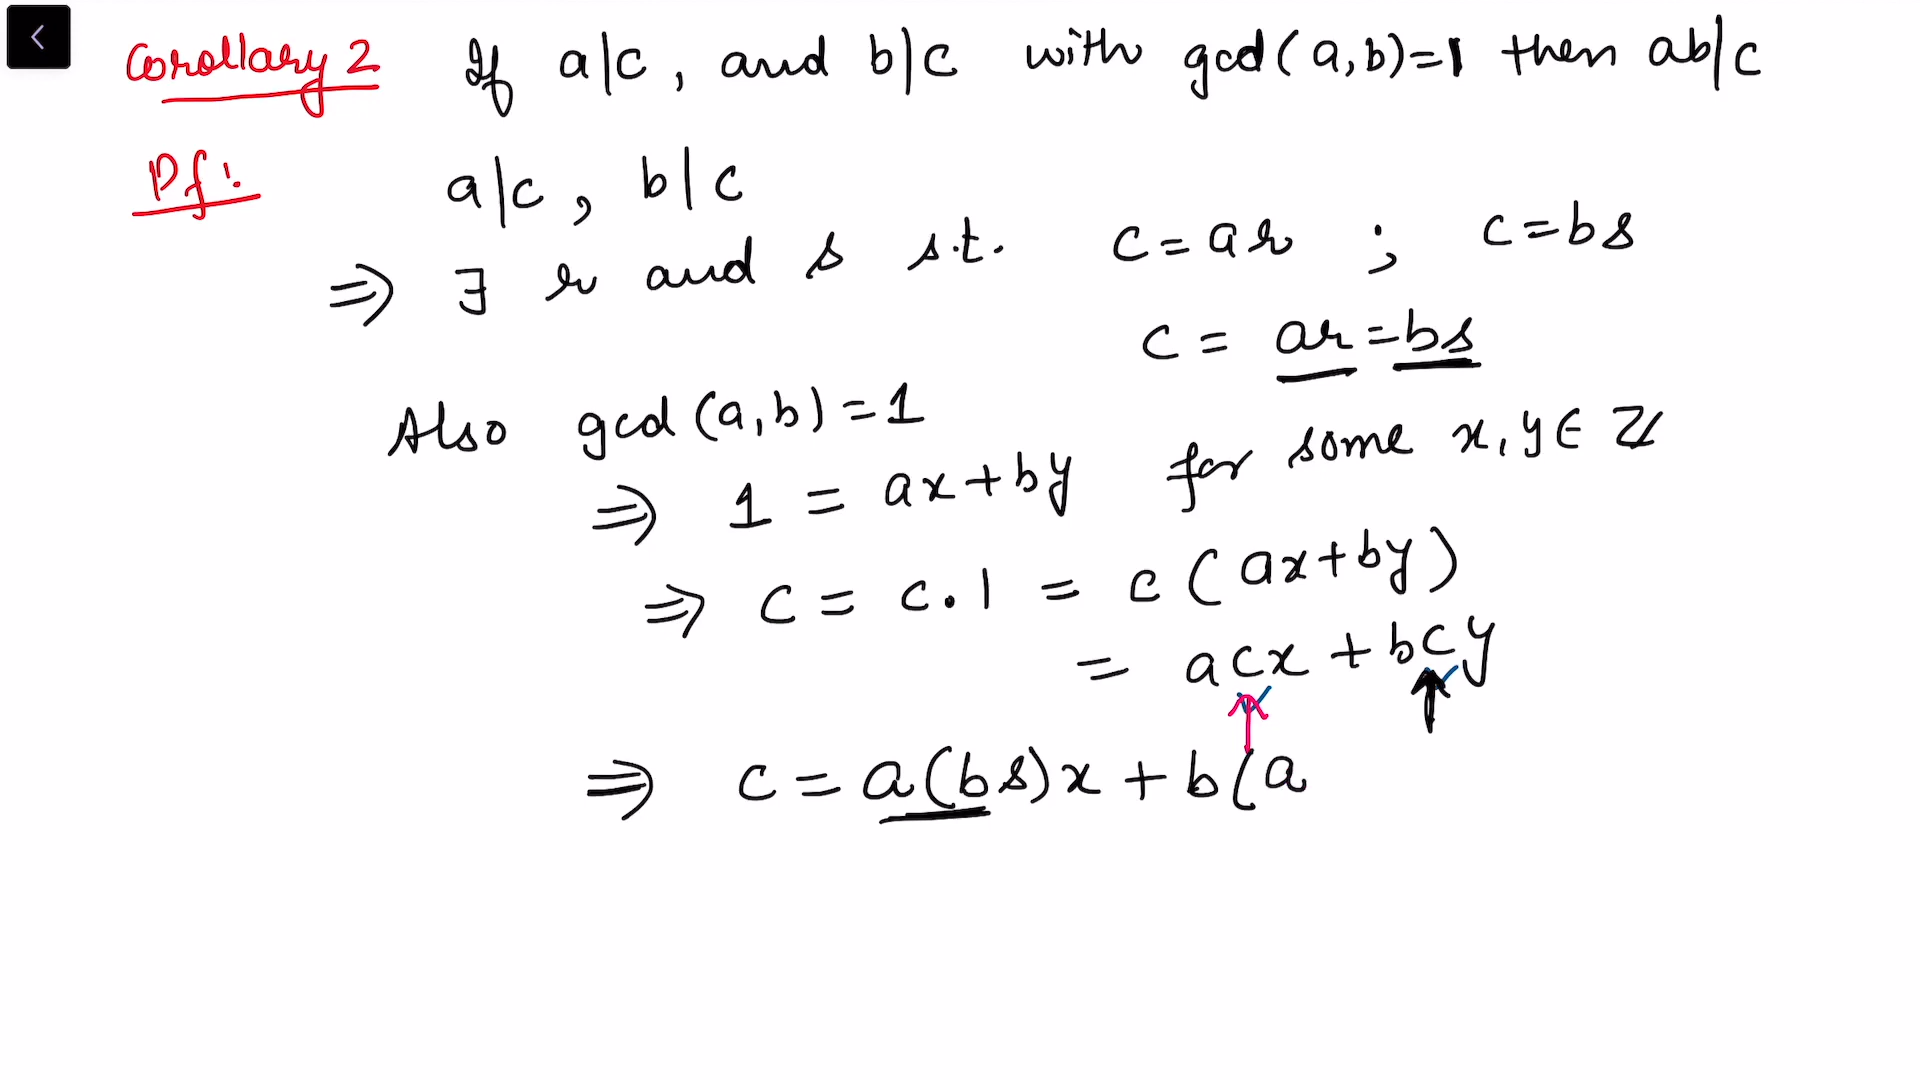 Corollary 2 If a|c, and b|c with gcd(a,b)=1 then ab|c
Pf: a|c, b|c
⇒ ∃ r and s s.t. c=ar ; c=bs
c = ar=bs
Also gcd(a,b)=1
⇒ 1 = ax+by for some x,y∈ℤ
⇒ c = c.1 = c(ax+by)
= acx + bcy
⇒ c = a(bs)x + b(a